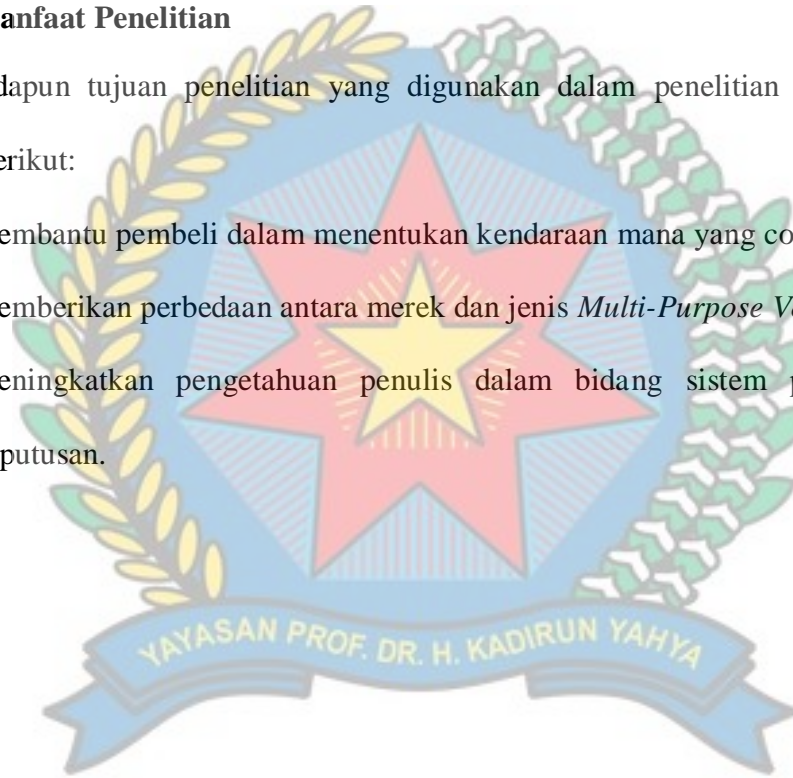 anfaat Penelitian
dapun tujuan penelitian yang digunakan dalam penelitian
erikut:
embantu pembeli dalam menentukan kendaraan mana yang co
emberikan perbedaan antara merek dan jenis Multi-Purpose V
eningkatkan pengetahuan penulis dalam bidang sistem p
putusan.
YAYASAN PROF. DR. H. KADIRUN YAHYA